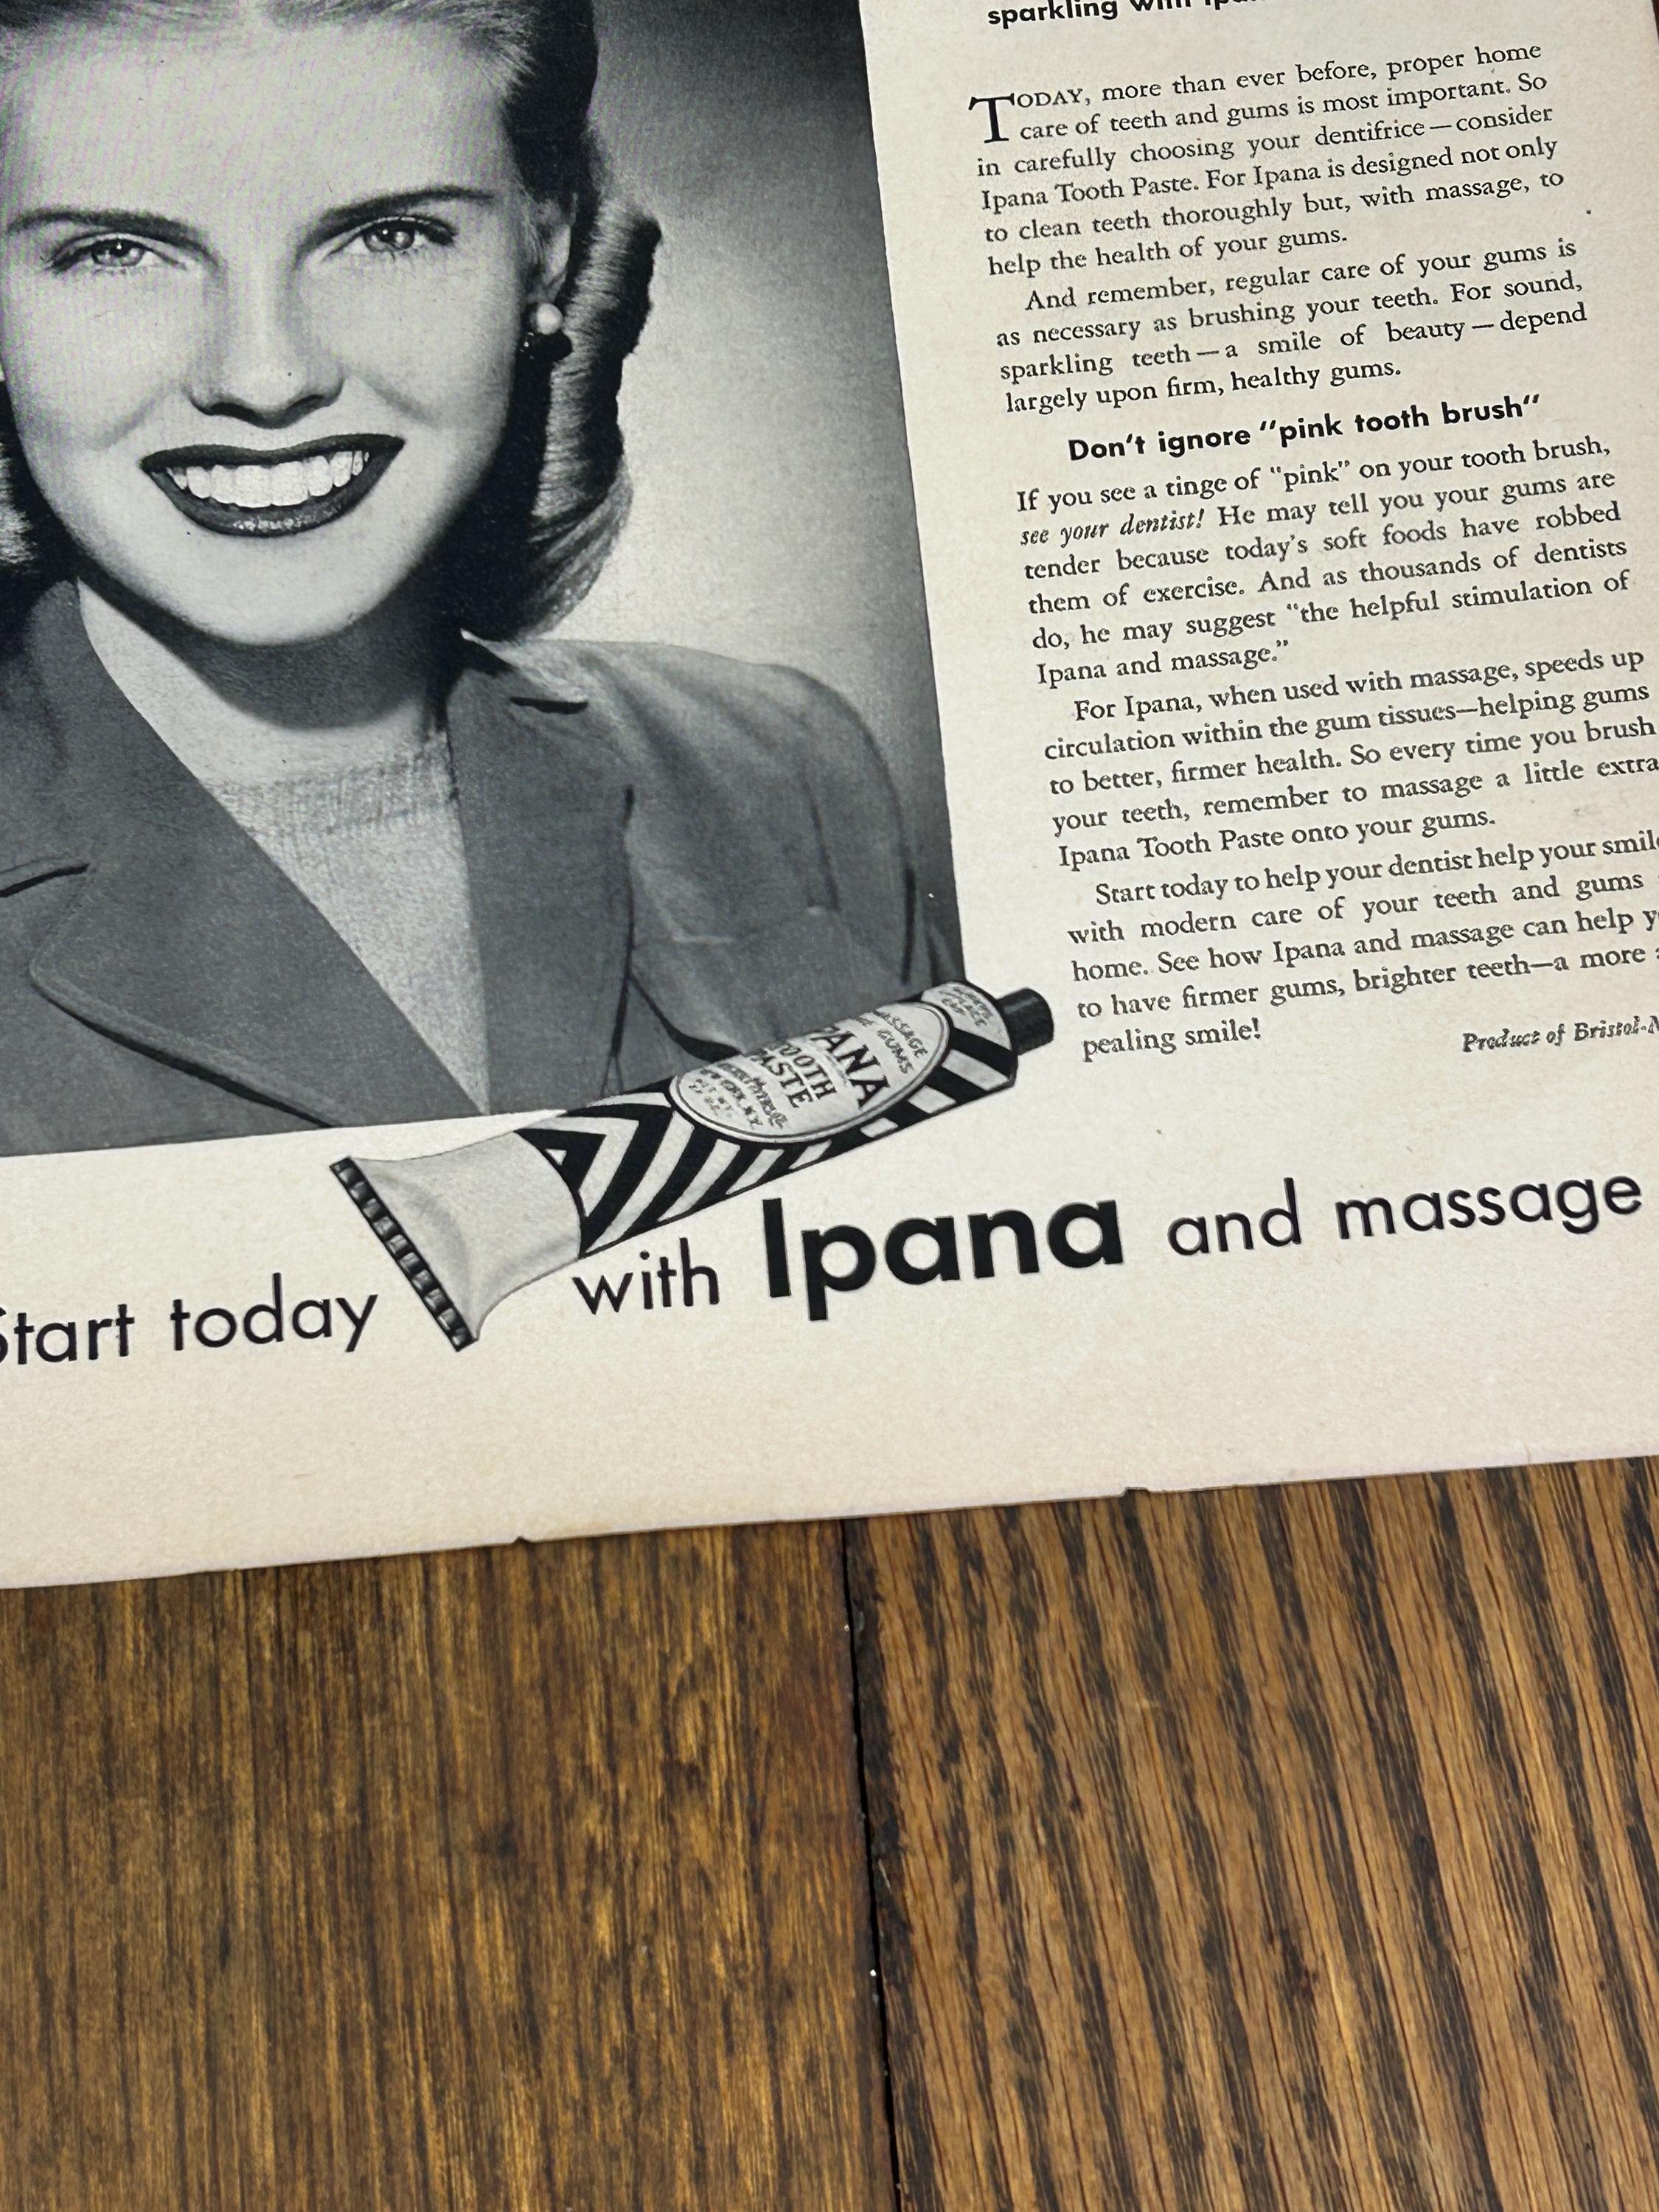 sparkling with
TODAY, more than ever before, proper home
care of teeth and gums is most important. So
in carefully choosing your dentifrice—consider
Ipana Tooth Paste. For Ipana is designed not only
to clean teeth thoroughly but, with massage, to
help the health of your gums.
And remember, regular care of your gums is
as necessary as brushing your teeth. For sound,
sparkling teeth—a smile of beauty—depend
largely upon firm, healthy gums.
Don't ignore "pink tooth brush"
If you see a tinge of "pink" on your tooth brush,
see your dentist! He may tell you your gums are
tender because today's soft foods have robbed
them of exercise. And as thousands of dentists
do, he may suggest "the helpful stimulation of
Ipana and massage."
For Ipana, when used with massage, speeds up
circulation within the gum tissues—helping gums
to better, firmer health. So every time you brush
your teeth, remember to massage a little extra
Ipana Tooth Paste onto your gums.
Start today to help your dentist help your smile
with modern care of your teeth and gums
home. See how Ipana and massage can help
to have firmer gums, brighter teeth—a more
pealing smile!
Product of Bristol-
MASSAGE
THE GUMS
IPANA
TOOTH
PASTE
Start today with Ipana and massage